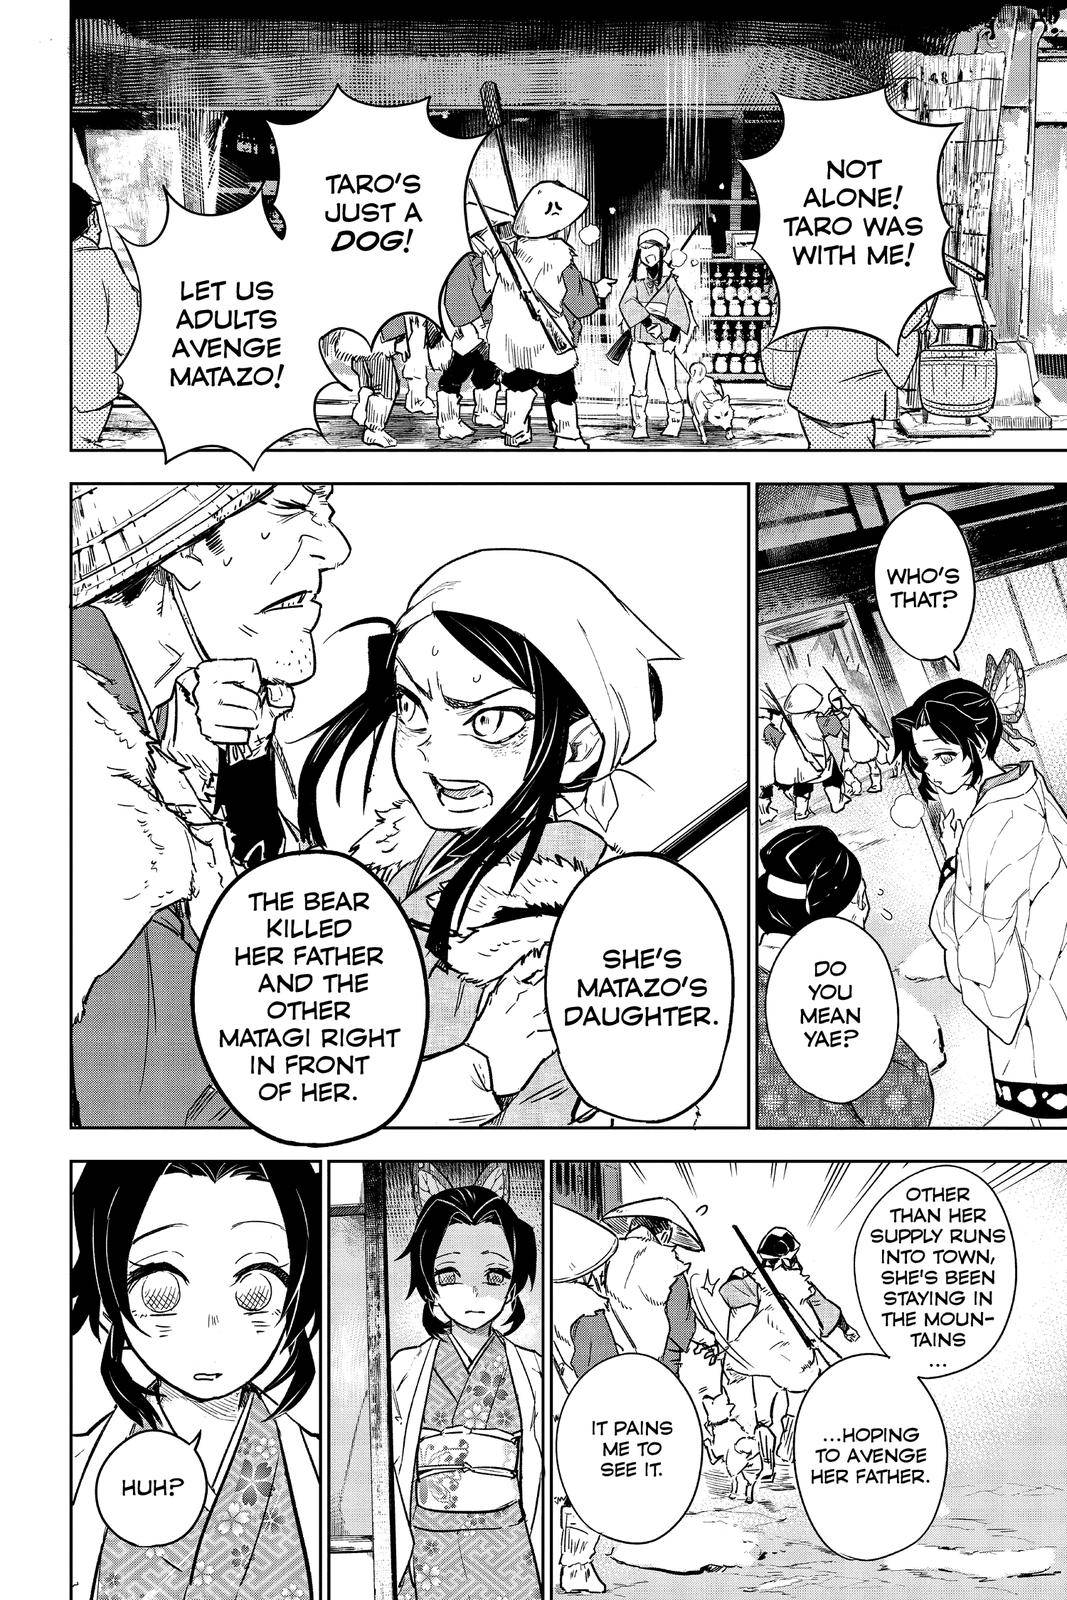 NOT
ALONE!
TARO WAS
WITH ME!
TARO'S
JUST A
DOG!
LET US
ADULTS
AVENGE
MATAZO!
WHO'S
THAT?
DO
YOU
MEAN
YAE?
SHE'S
MATAZO'S
DAUGHTER.
THE BEAR
KILLED
HER FATHER
AND THE
OTHER
MATAGI RIGHT
IN FRONT
OF HER.
OTHER
THAN HER
SUPPLY RUNS
INTO TOWN,
SHE'S BEEN
STAYING IN
THE MOUN-
TAINS
...
...HOPING
TO AVENGE
HER FATHER.
IT PAINS
ME TO
SEE IT.
HUH?